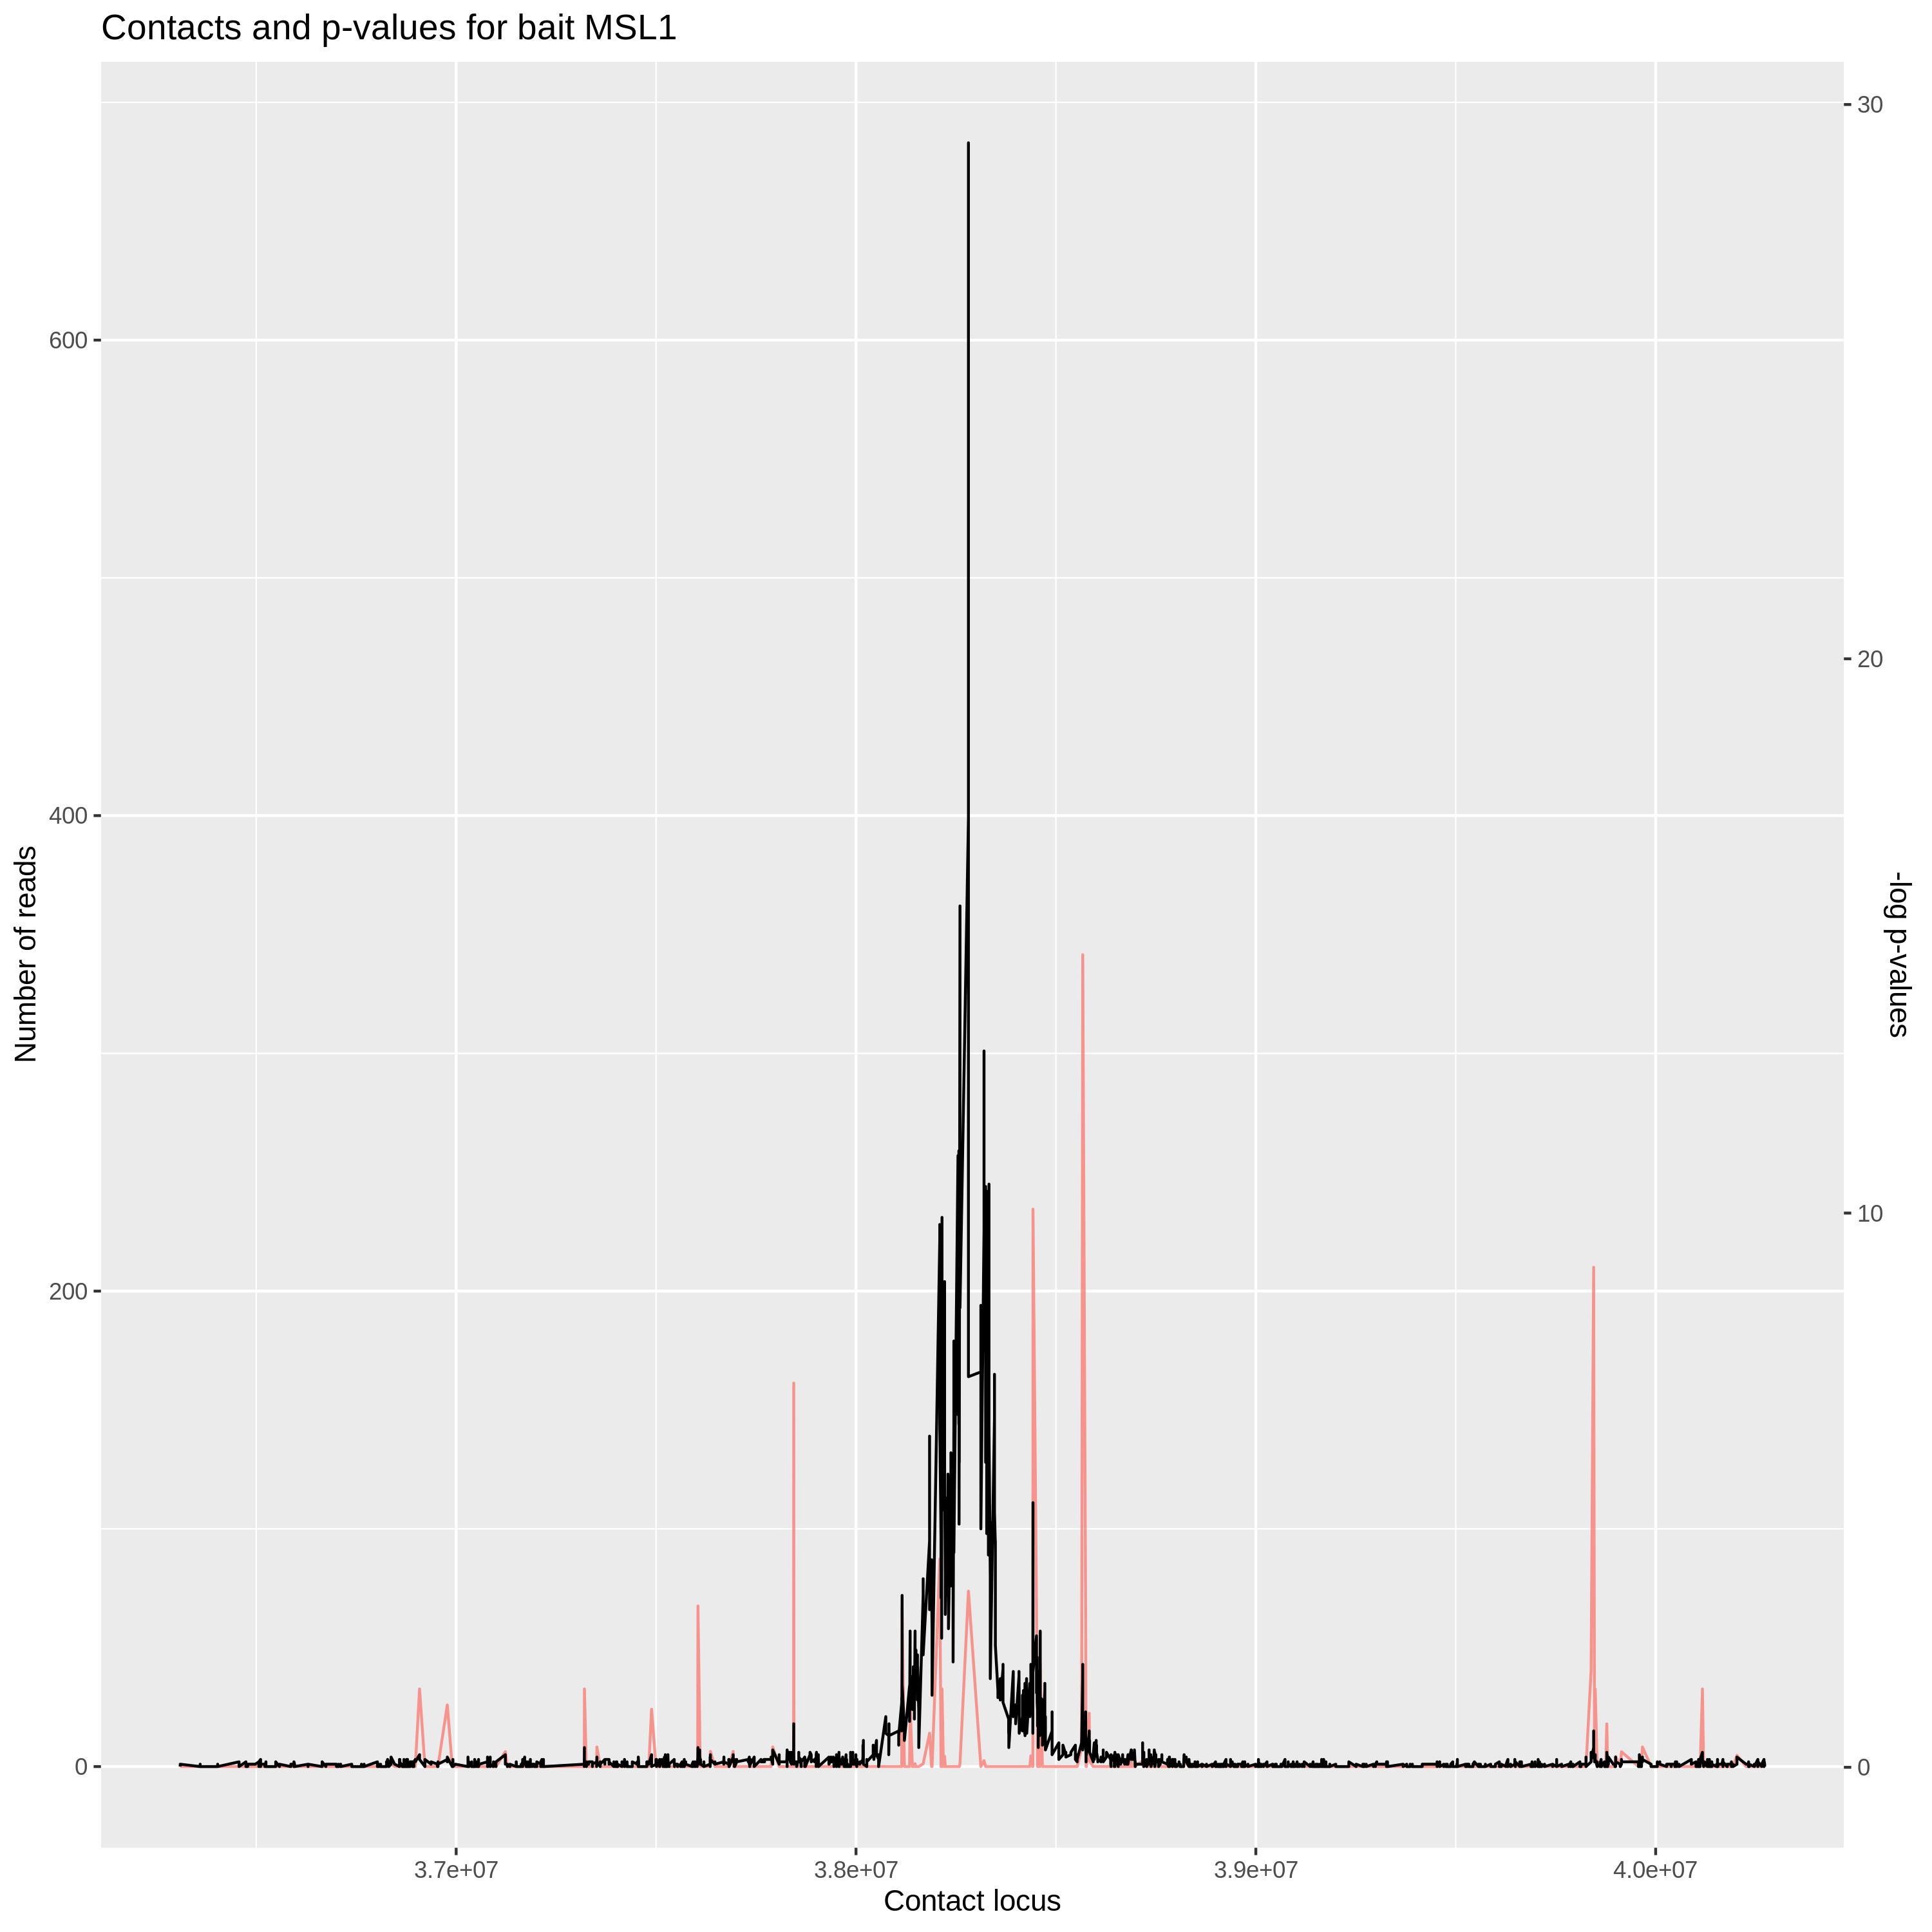 Contacts and p-values for bait MSL1
30
600
20
400
Number of reads
-log p-values
10
200
0
0
3.7e+07 3.8e+07 3.9e+07 4.0e+07
Contact locus